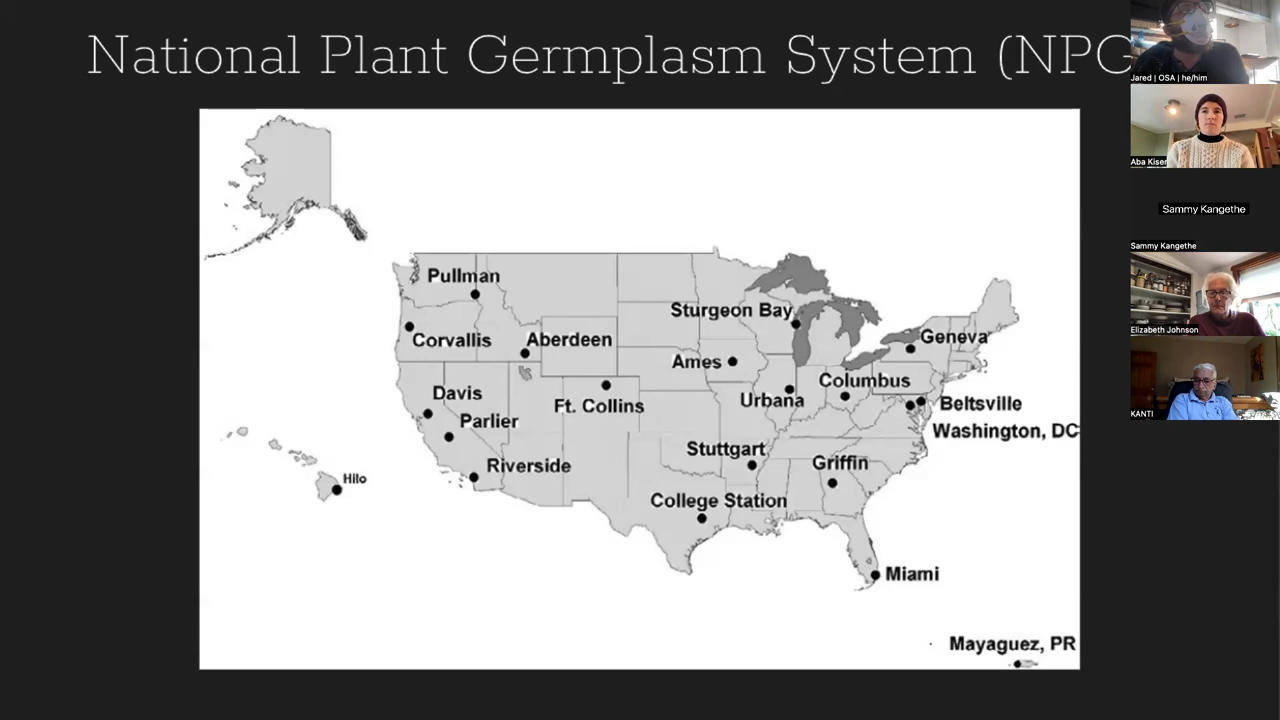 National Plant Germplasm System (NPG
Jared | OSA | he/him
Aba Kiser
Sammy Kangethe
Sammy Kangethe
Elizabeth Johnson
KANTI
Pullman
Corvallis
Aberdeen
Sturgeon Bay
Geneva
Ames
Columbus
Davis
Ft. Collins
Urbana
Beltsville
Parlier
Washington, DC
Stuttgart
Riverside
Griffin
Hilo
College Station
Miami
Mayaguez, PR